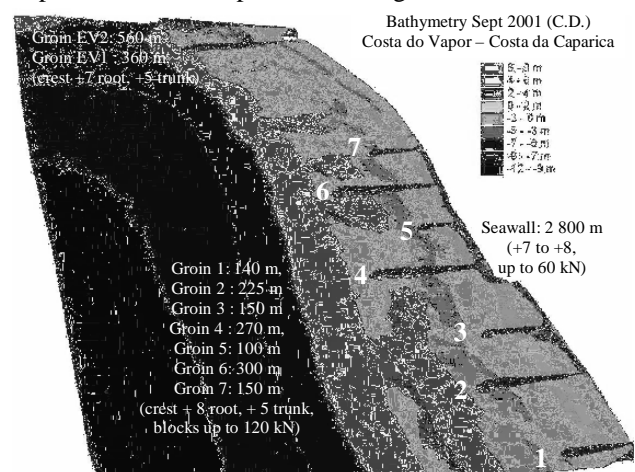 Bathymetry Sept 2001 (C.D.)
Costa do Vapor – Costa da Caparica
Groin EV2: 560 m
Groin EV1 : 360 m
(crest +7 root, +5 trunk)
7
6
5
4
3
2
1
Seawall: 2 800 m
(+7 to +8,
up to 60 kN)
Groin 1: 140 m,
Groin 2 : 225 m
Groin 3 : 150 m
Groin 4 : 270 m,
Groin 5: 100 m
Groin 6: 300 m
Groin 7: 150 m
(crest + 8 root, + 5 trunk,
blocks up to 120 kN)